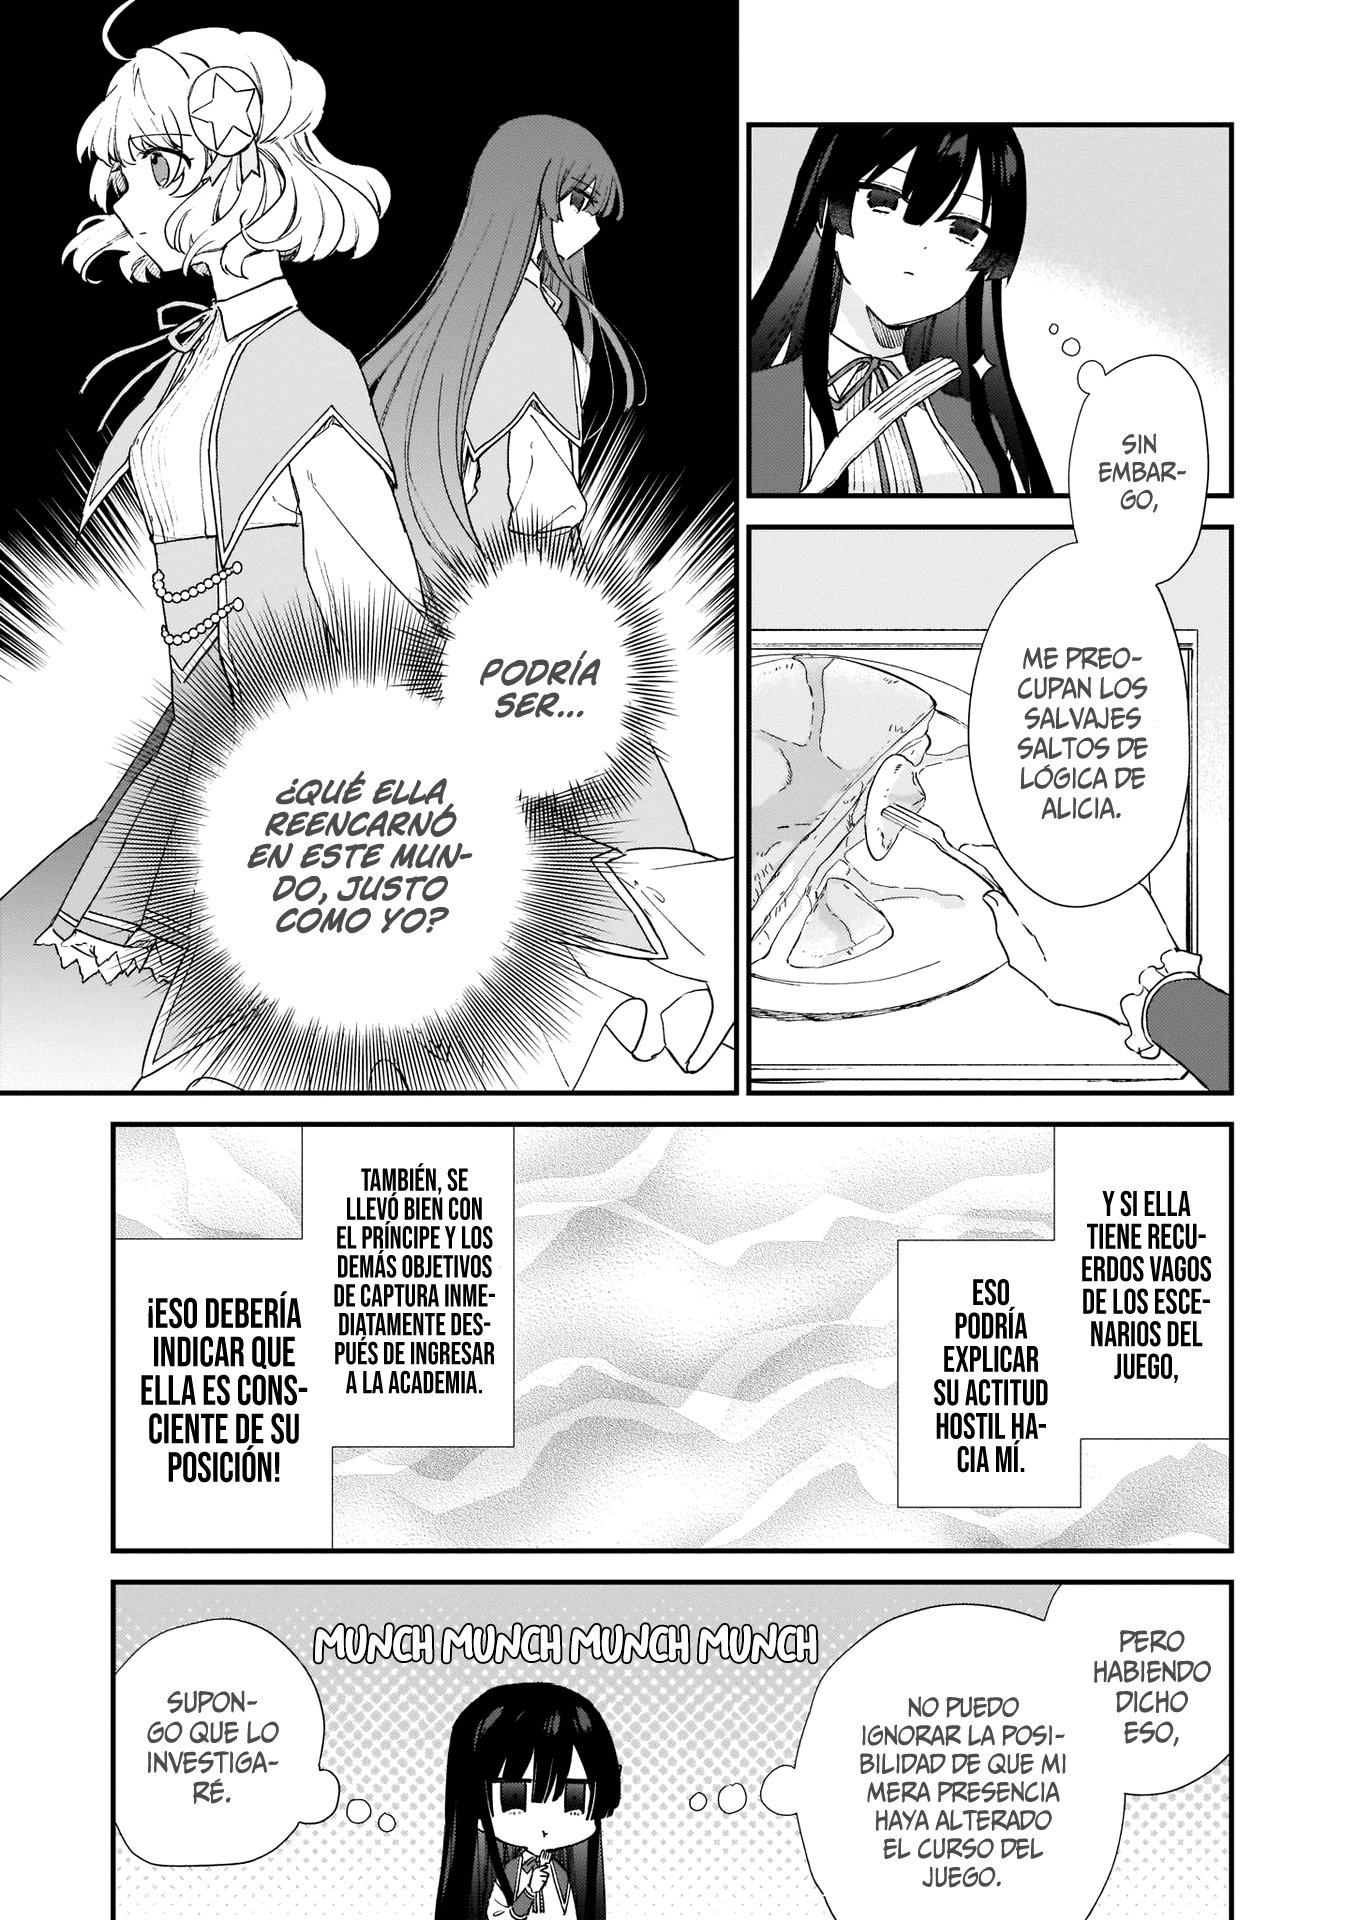 SIN
EMBAR-
GO,
ME PREO-
CUPAN LOS
SALVAJES
SALTOS DE
LÓGICA DE
ALICIA.
PODRÍA
SER...
¿QUÉ ELLA
REENCARNÓ
EN ESTE MUN-
DO, JUSTO
COMO YO?
Y SI ELLA
TIENE RECU-
ERDOS VAGOS
DE LOS ESCE-
NARIOS DEL
JUEGO,
ESO
PODRÍA
EXPLICAR
SU ACTITUD
HOSTIL HA-
CIA MÍ.
TAMBIÉN, SE
LLEVÓ BIEN CON
EL PRÍNCIPE Y LOS
DEMÁS OBJETIVOS
DE CAPTURA INME-
DIATAMENTE DES-
PUÉS DE INGRESAR
A LA ACADEMIA.
¡ESO DEBERÍA
INDICAR QUE
ELLA ES CONS-
CIENTE DE SU
POSICIÓN!
PERO
HABIENDO
DICHO
ESO,
NO PUEDO
IGNORAR LA POSI-
BILIDAD DE QUE MI
MERA PRESENCIA
HAYA ALTERADO
EL CURSO DEL
JUEGO.
MUNCH MUNCH MUNCH MUNCH
SUPON-
GO QUE LO
INVESTIGA-
RÉ.